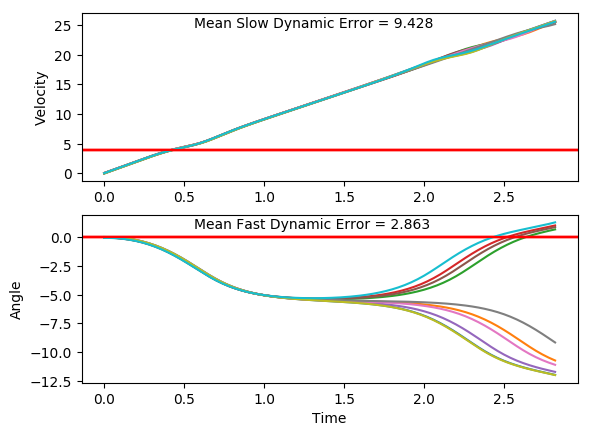 Mean Slow Dynamic Error = 9.428
25
20
15
10
5
0
Velocity
0.0 0.5 1.0 1.5 2.0 2.5
Mean Fast Dynamic Error = 2.863
0.0
−2.5
−5.0
−7.5
−10.0
−12.5
Angle
0.0 0.5 1.0 1.5 2.0 2.5
Time